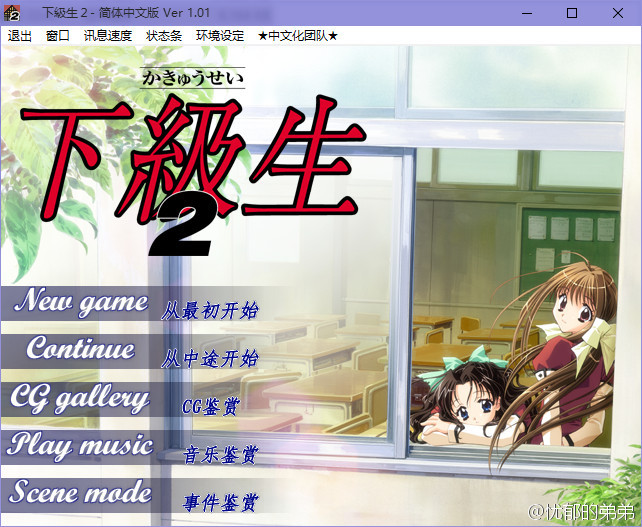 下級生2 - 简体中文版 Ver 1.01
退出 窗口 讯息速度 状态条 环境设定 ★中文化团队★
かきゅうせい
下級生
2
New game 从最初开始
Continue 从中途开始
CG gallery CG鉴赏
Play music 音乐鉴赏
Scene mode 事件鉴赏
@忧郁的弟弟